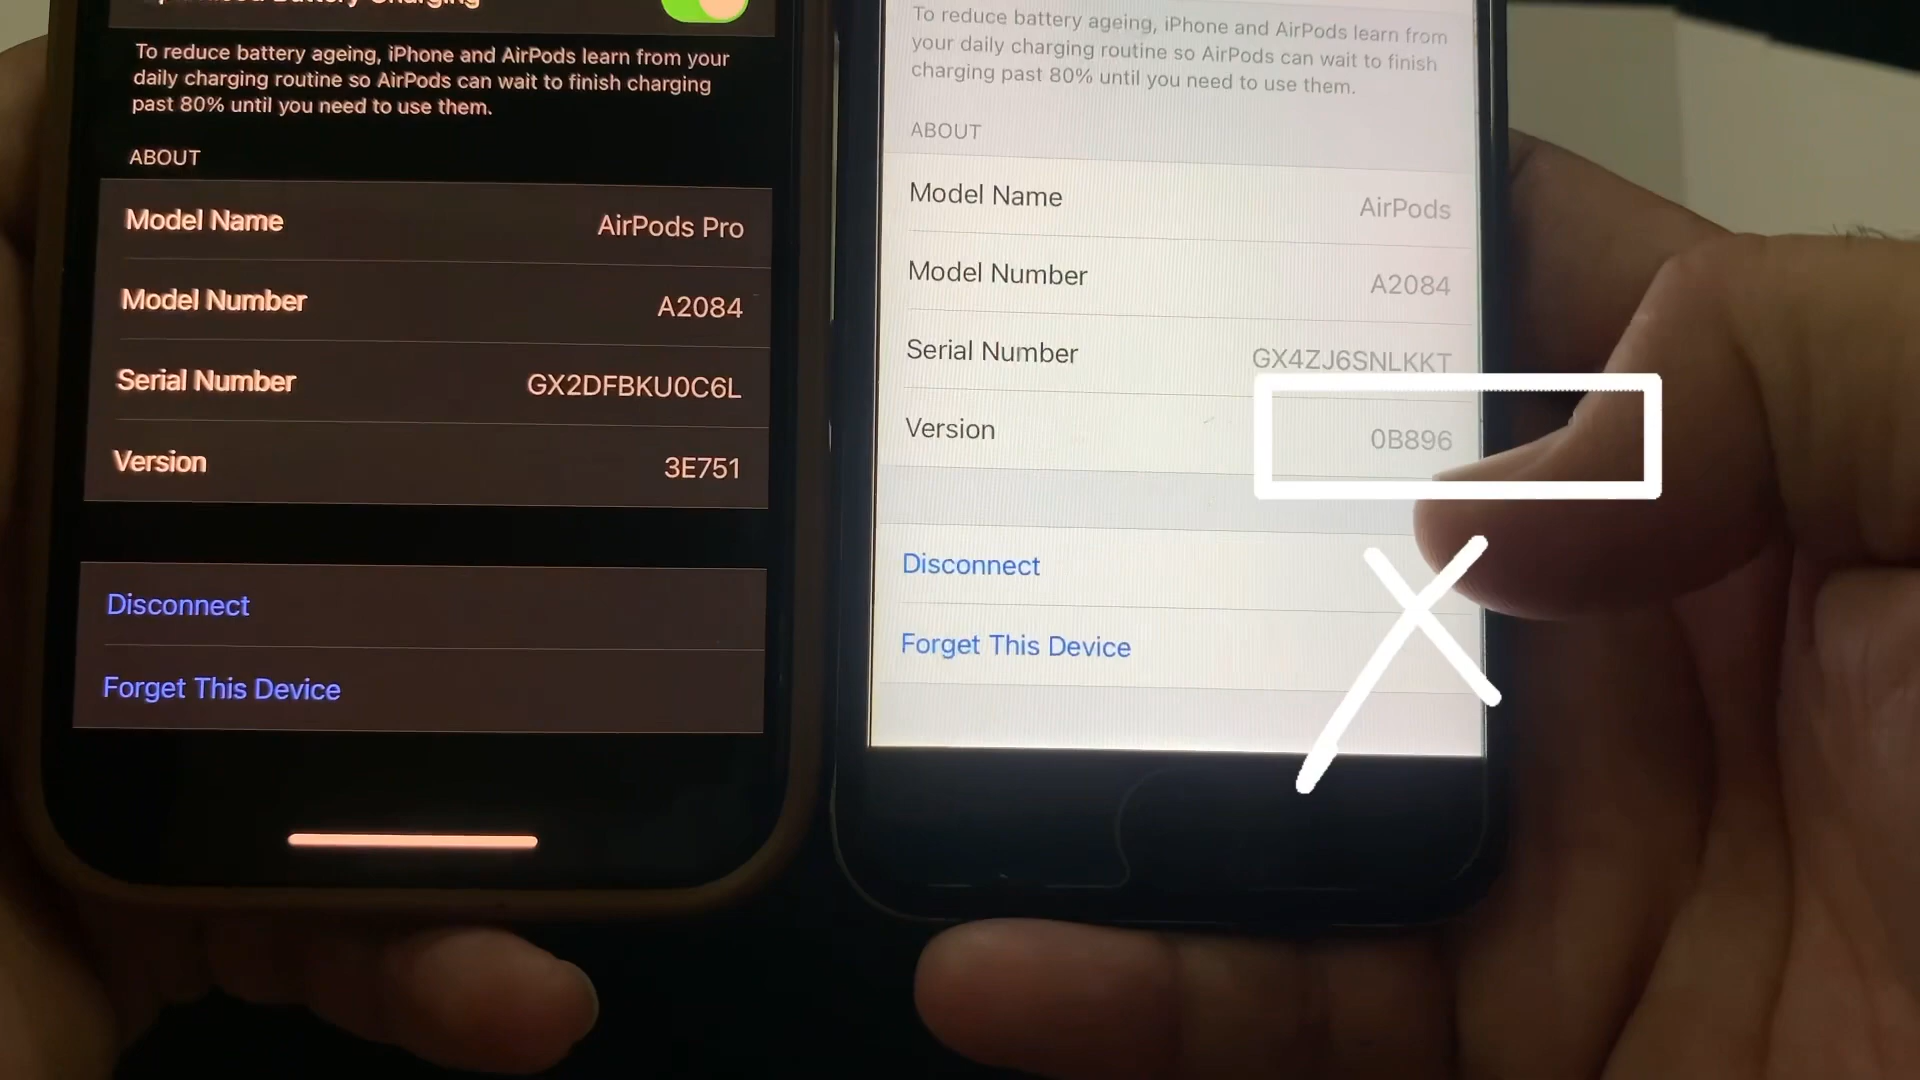 To reduce battery ageing, iPhone and AirPods learn from your
daily charging routine so AirPods can wait to finish charging
past 80% until you need to use them.
ABOUT
Model Name AirPods Pro
Model Number A2084
Serial Number GX2DFBKU0C6L
Version 3E751
Disconnect
Forget This Device
To reduce battery ageing, iPhone and AirPods learn from
your daily charging routine so AirPods can wait to finish
charging past 80% until you need to use them.
ABOUT
Model Name AirPods
Model Number A2084
Serial Number GX4ZJ6SNLKKT
Version 0B896
Disconnect
Forget This Device